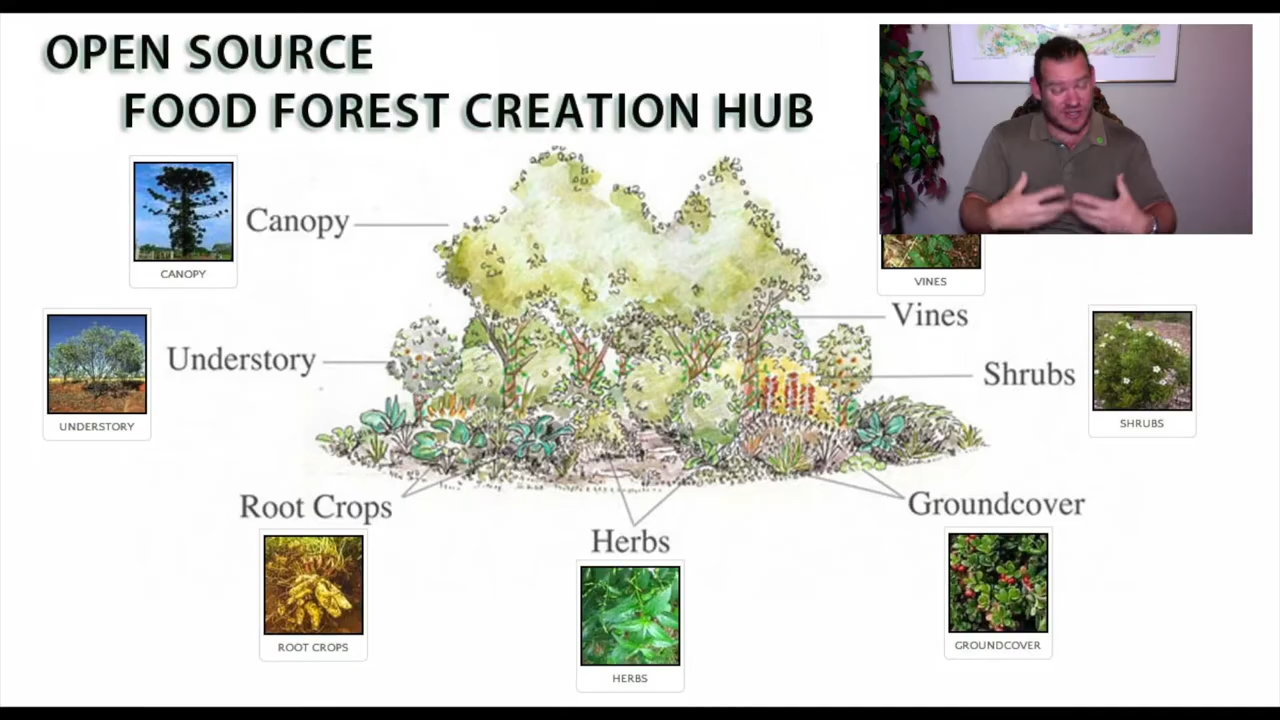 OPEN SOURCE
FOOD FOREST CREATION HUB
CANOPY
Canopy
VINES
Vines
UNDERSTORY
Understory
Shrubs
SHRUBS
Root Crops
ROOT CROPS
Herbs
HERBS
Groundcover
GROUNDCOVER